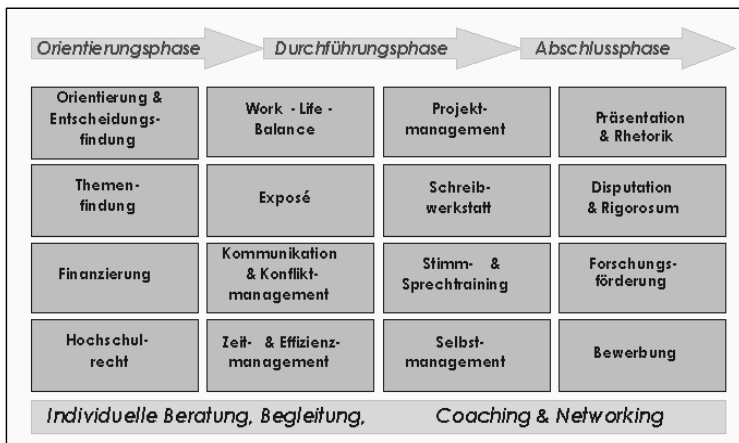 Orientierungsphase
Durchführungsphase
Abschlussphase
Orientierung &
Entscheidungs-
findung
Work - Life -
Balance
Projekt-
management
Präsentation
& Rhetorik
Themen-
findung
Exposé
Schreib-
werkstatt
Disputation
& Rigorosum
Finanzierung
Kommunikation
& Konflikt-
management
Stimm- &
Sprechtraining
Forschungs-
förderung
Hochschul-
recht
Zeit- & Effizienz-
management
Selbst-
management
Bewerbung
Individuelle Beratung, Begleitung, Coaching & Networking